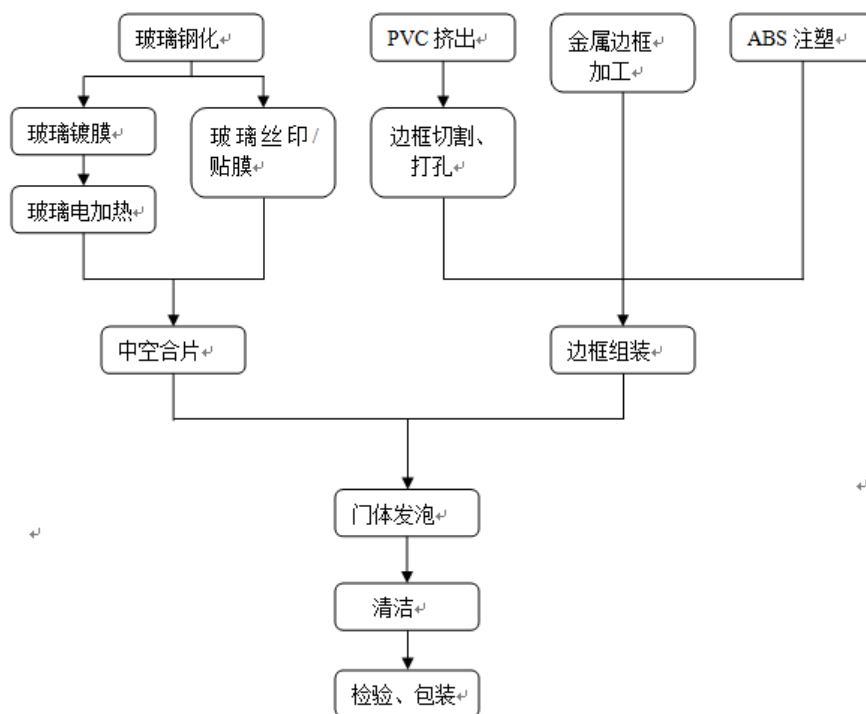 玻璃钢化
PVC 挤出
金属边框
加工
ABS 注塑
玻璃镀膜
玻璃丝印/
贴膜
边框切割、
打孔
玻璃电加热
中空合片
边框组装
门体发泡
清洁
检验、包装